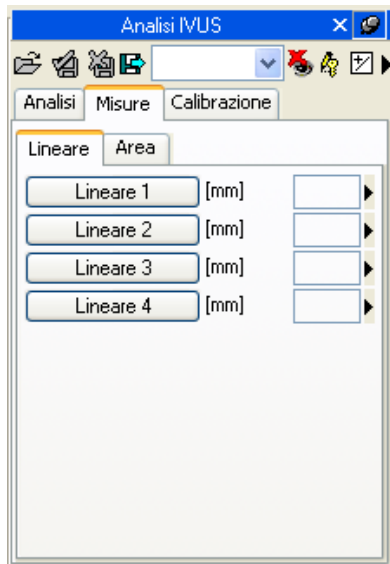 Analisi IVUS
Analisi Misure Calibrazione
Lineare Area
Lineare 1 [mm]
Lineare 2 [mm]
Lineare 3 [mm]
Lineare 4 [mm]